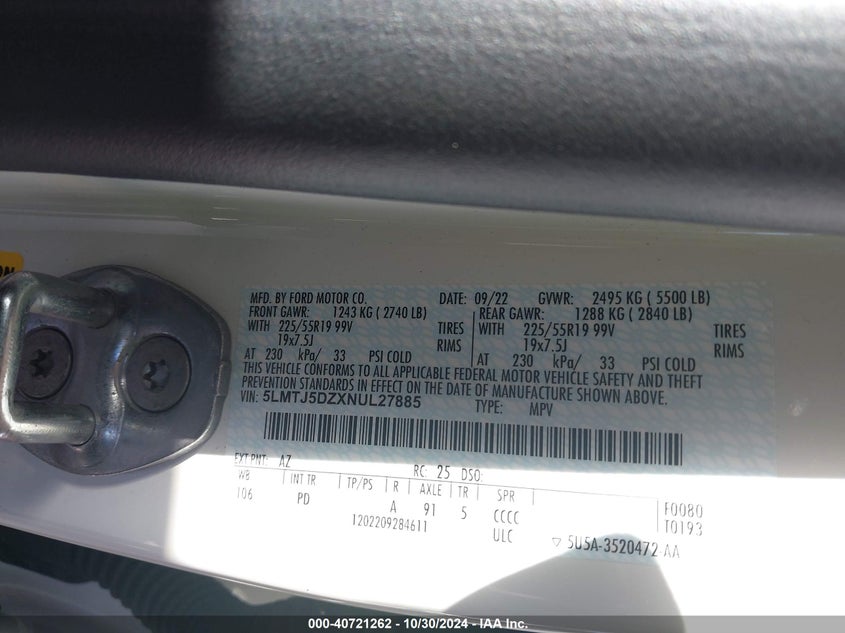 MFD. BY FORD MOTOR CO. DATE: 09/22 GVWR: 2495 KG ( 5500 LB)
FRONT GAWR: 1243 KG ( 2740 LB) REAR GAWR: 1288 KG ( 2840 LB)
WITH 225/55R19 99V TIRES WITH 225/55R19 99V TIRES
19x7.5J RIMS 19x7.5J RIMS
AT 230 kPa/ 33 PSI COLD AT 230 kPa/ 33 PSI COLD
THIS VEHICLE CONFORMS TO ALL APPLICABLE FEDERAL MOTOR VEHICLE SAFETY AND THEFT
PREVENTION STANDARDS IN EFFECT ON THE DATE OF MANUFACTURE SHOWN ABOVE.
VIN: 5LMTJ5DZXNUL27885 TYPE: MPV
EXT PNT: AZ RC: 25 DSO:
WB INT TR TP/PS R AXLE TR SPR
106 PD A 91 5 CCCC F0080
1202209284611 ULC T0193
5U5A-3520472-AA
000-40721262 - 10/30/2024 - IAA Inc.